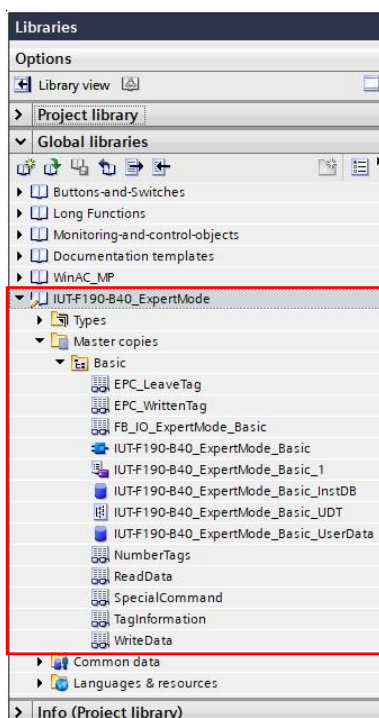 Libraries
Options
Library view
Project library
Global libraries
Buttons-and-Switches
Long Functions
Monitoring-and-control-objects
Documentation templates
WinAC_MP
IUT-F190-B40_ExpertMode
Types
Master copies
Basic
EPC_LeaveTag
EPC_WrittenTag
FB_IO_ExpertMode_Basic
IUT-F190-B40_ExpertMode_Basic
IUT-F190-B40_ExpertMode_Basic_1
IUT-F190-B40_ExpertMode_Basic_InstDB
IUT-F190-B40_ExpertMode_Basic_UDT
IUT-F190-B40_ExpertMode_Basic_UserData
NumberTags
ReadData
SpecialCommand
TagInformation
WriteData
Common data
Languages & resources
Info (Project library)